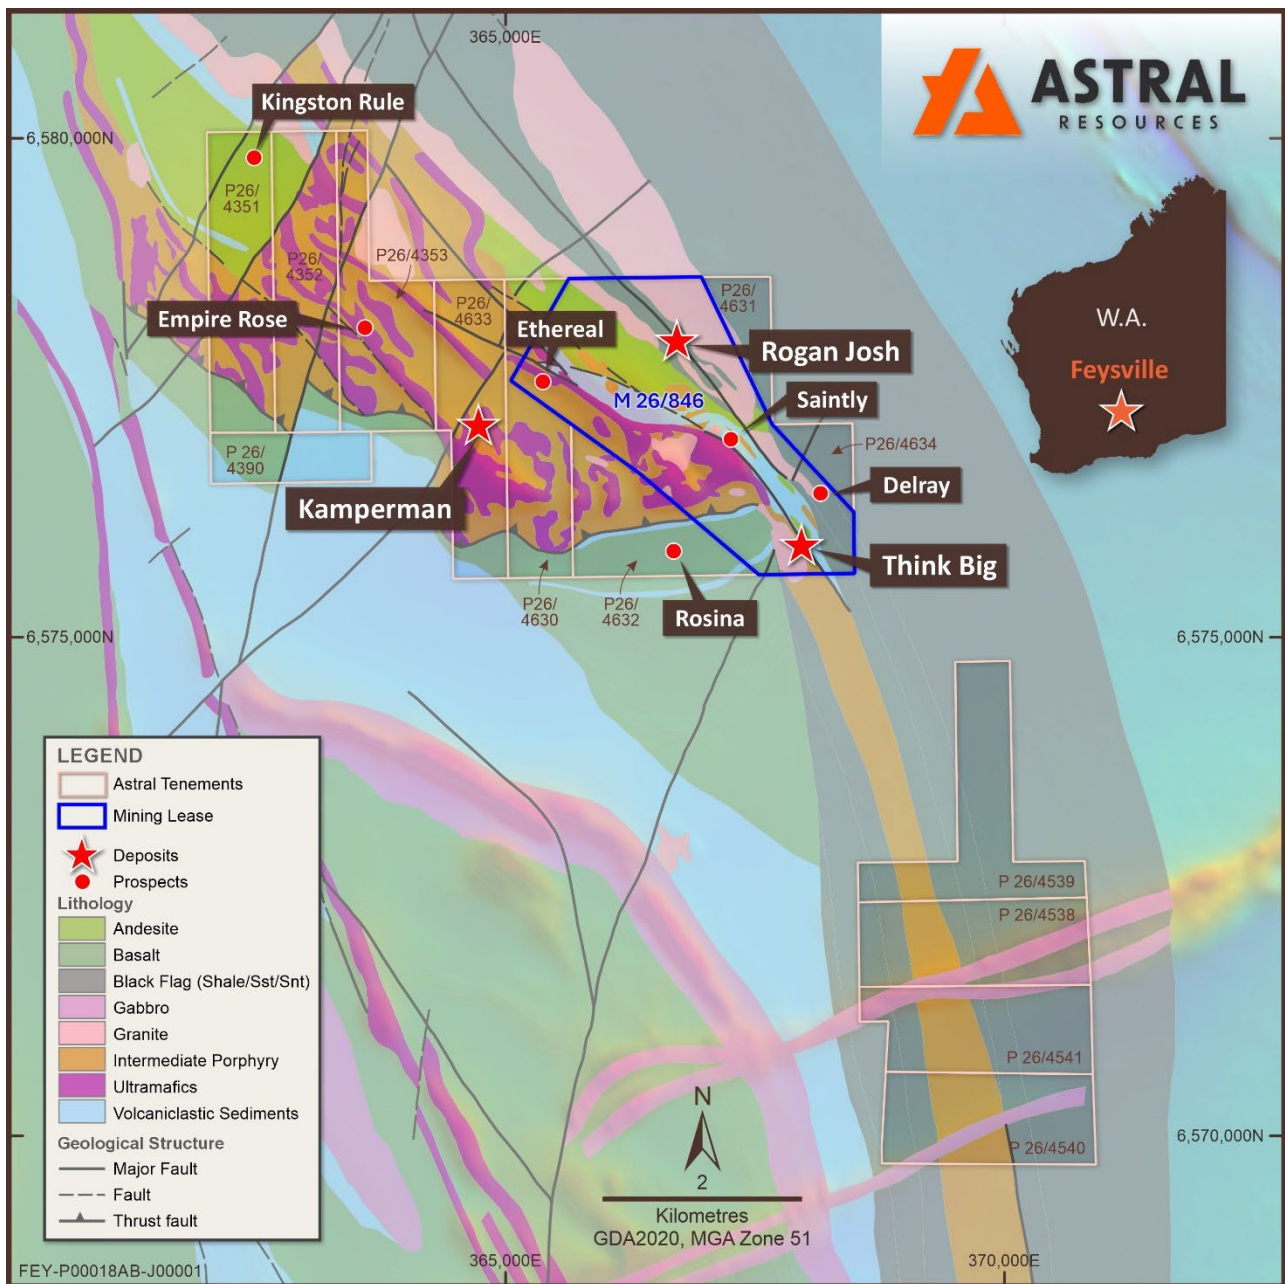 365,000E
ASTRAL
RESOURCES
Kingston Rule
6,580,000N
P26/
4351
P26/
4352
P26/4353
P26/
4633
P26/
4631
W.A.
Feysville
Empire Rose
Ethereal
Rogan Josh
M 26/846
Saintly
P26/4634
P 26/
4390
Kamperman
Delray
Think Big
P26/
4630
P26/
4632
Rosina
6,575,000N
6,575,000N
LEGEND
Astral Tenements
Mining Lease
Deposits
Prospects
Lithology
Andesite
Basalt
Black Flag (Shale/Sst/Snt)
Gabbro
Granite
Intermediate Porphyry
Ultramafics
Volcaniclastic Sediments
Geological Structure
Major Fault
Fault
Thrust fault
P 26/4539
P 26/4538
P 26/4541
P 26/4540
N
2
Kilometres
GDA2020, MGA Zone 51
6,570,000N
365,000E
370,000E
FEY-P00018AB-J00001